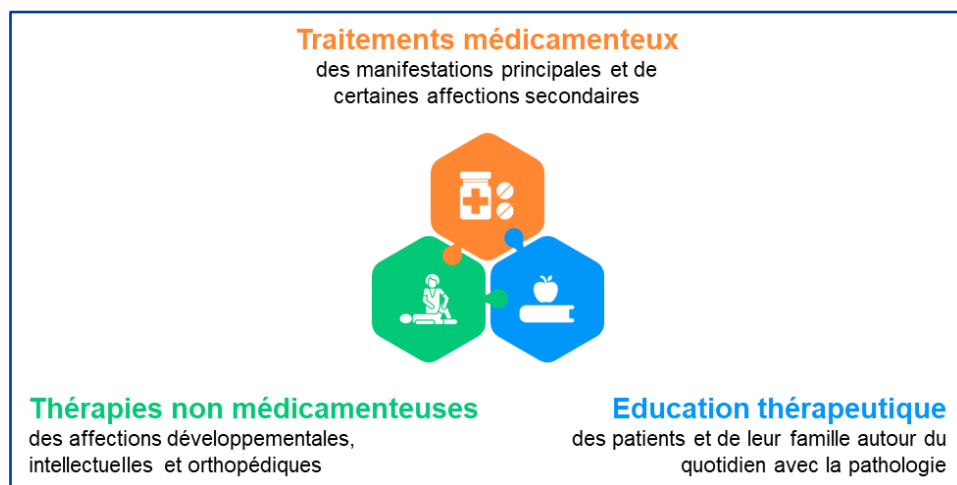 Traitements médicamenteux
des manifestations principales et de
certaines affections secondaires
Thérapies non médicamenteuses
des affections développementales,
intellectuelles et orthopédiques
Education thérapeutique
des patients et de leur famille autour du
quotidien avec la pathologie